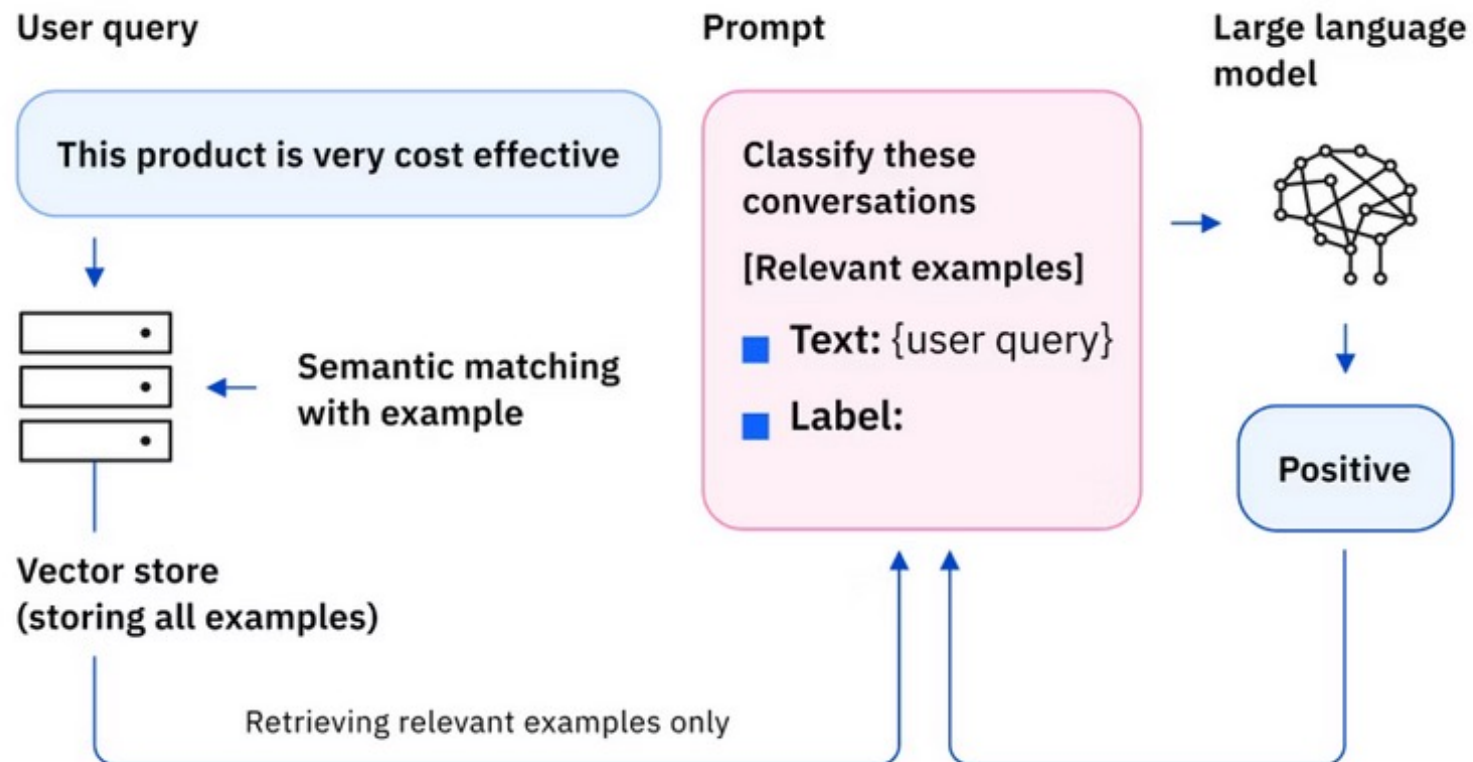 User query
This product is very cost effective
Semantic matching
with example
Vector store
(storing all examples)
Retrieving relevant examples only
Prompt
Classify these
conversations
[Relevant examples]
Text: {user query}
Label:
Large language
model
Positive